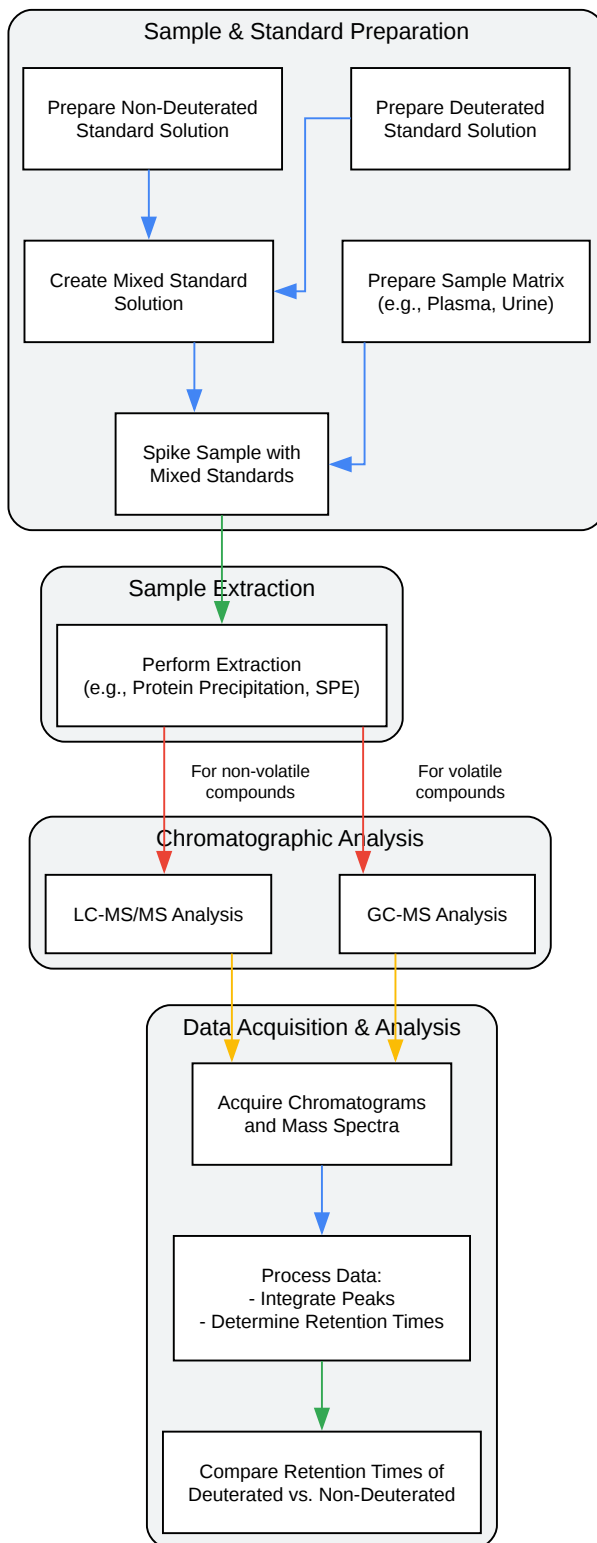 Sample & Standard Preparation
Prepare Non-Deuterated
Standard Solution
Prepare Deuterated
Standard Solution
Create Mixed Standard
Solution
Prepare Sample Matrix
(e.g., Plasma, Urine)
Spike Sample with
Mixed Standards
Sample Extraction
Perform Extraction
(e.g., Protein Precipitation, SPE)
For non-volatile
compounds
For volatile
compounds
Chromatographic Analysis
LC-MS/MS Analysis
GC-MS Analysis
Data Acquisition & Analysis
Acquire Chromatograms
and Mass Spectra
Process Data:
- Integrate Peaks
- Determine Retention Times
Compare Retention Times of
Deuterated vs. Non-Deuterated